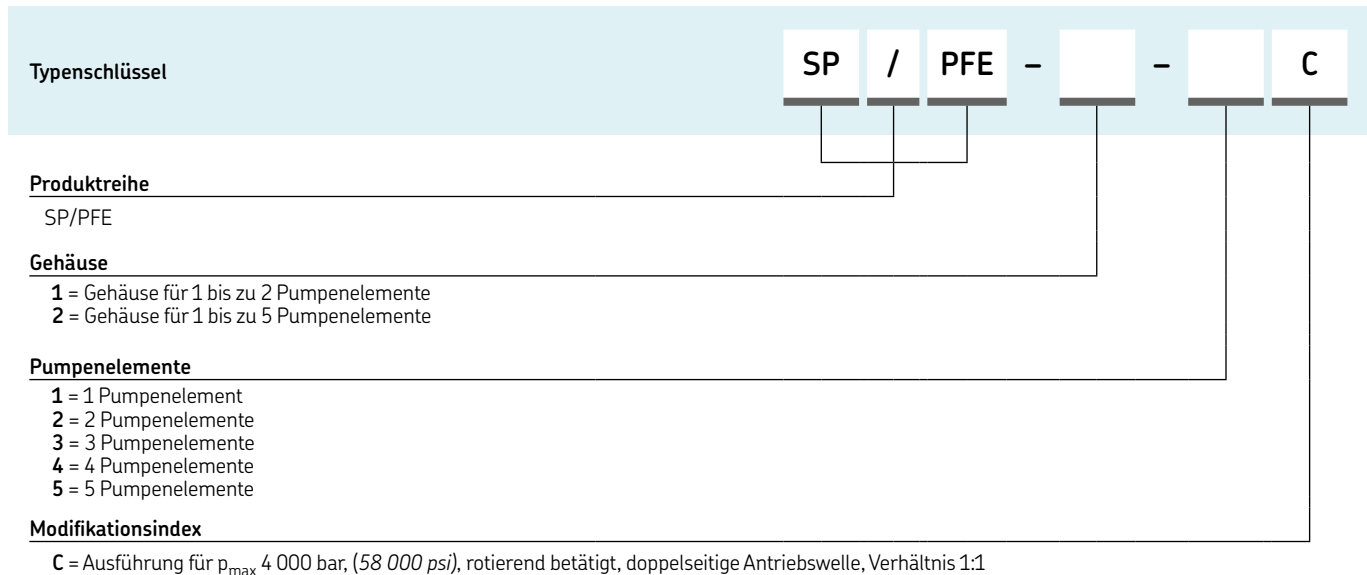 Typenschlüssel SP / PFE – – C
Produktreihe
SP/PFE
Gehäuse
1 = Gehäuse für 1 bis zu 2 Pumpenelemente
2 = Gehäuse für 1 bis zu 5 Pumpenelemente
Pumpenelemente
1 = 1 Pumpenelement
2 = 2 Pumpenelemente
3 = 3 Pumpenelemente
4 = 4 Pumpenelemente
5 = 5 Pumpenelemente
Modifikationsindex
C = Ausführung für pmax 4 000 bar, (58 000 psi), rotierend betätigt, doppelseitige Antriebswelle, Verhältnis 1:1